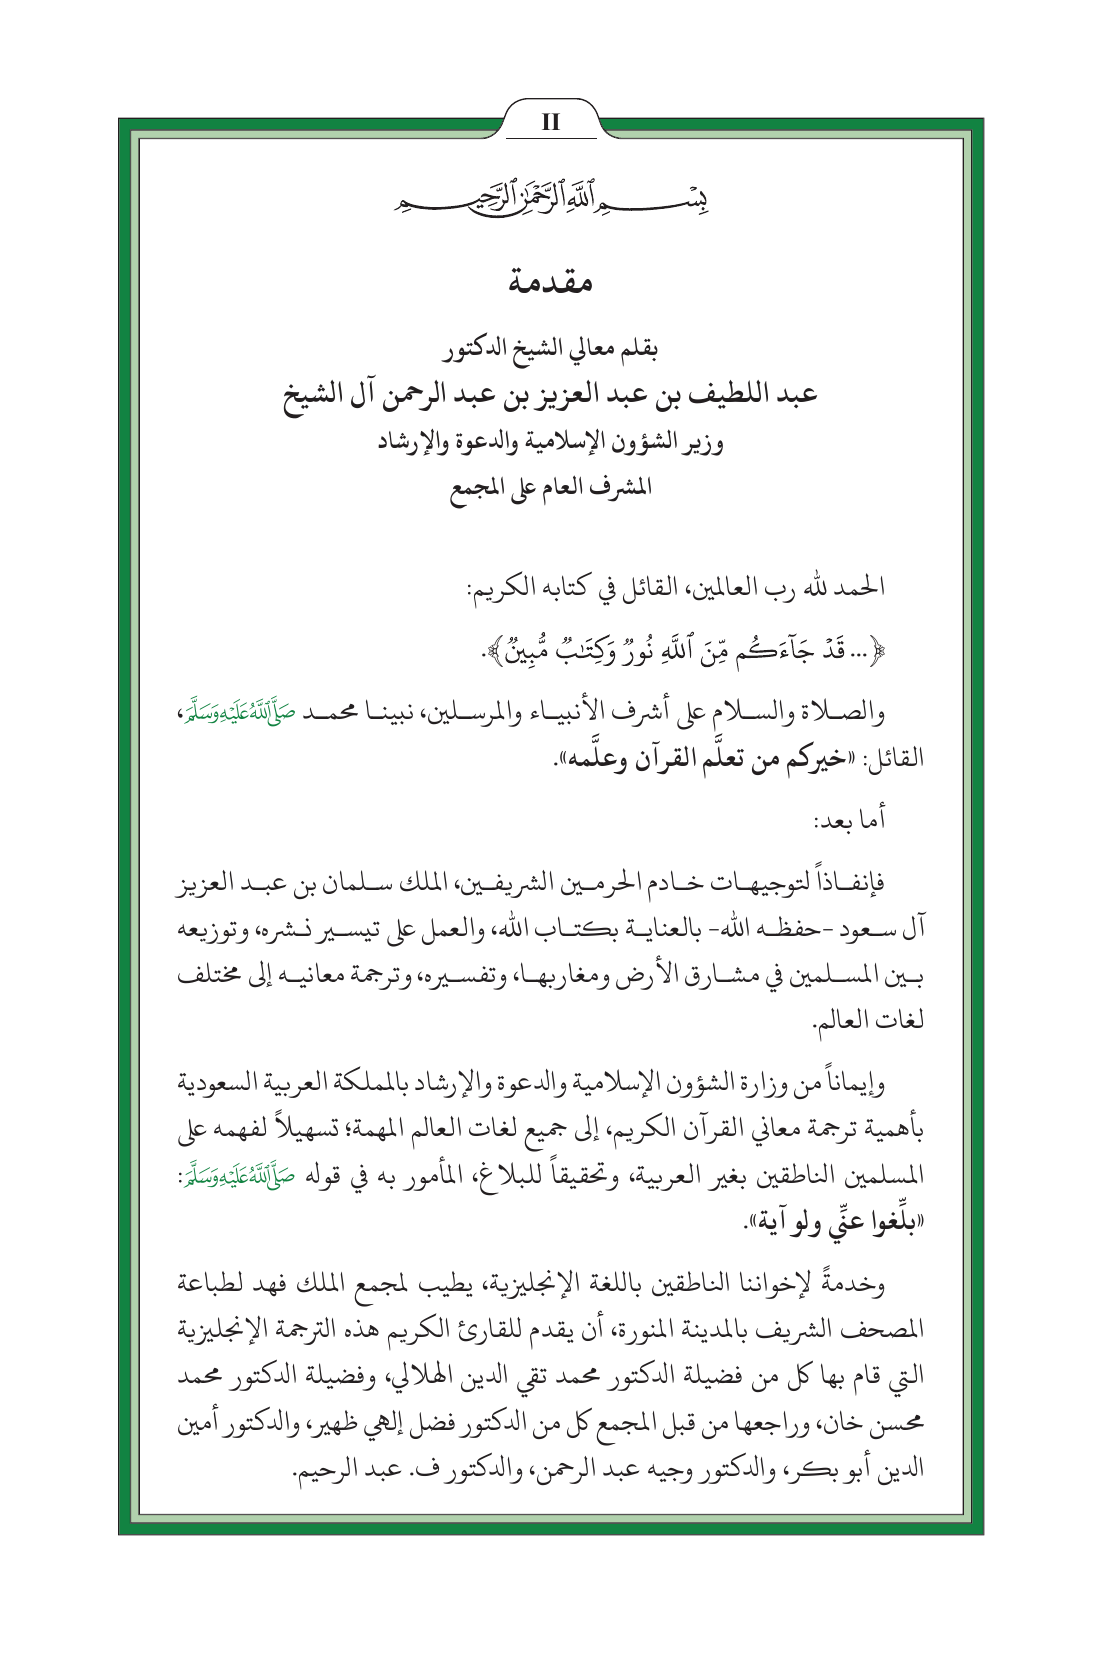 II
بِسْمِ ٱللَّهِ ٱلرَّحْمَٰنِ ٱلرَّحِيمِ
مقدمة
بقلم معالي الشيخ الدكتور
عبد اللطيف بن عبد العزيز بن عبد الرحمن آل الشيخ
وزير الشؤون الإسلامية والدعوة والإرشاد
المشرف العام على المجمع
الحمد لله رب العالمين، القائل في كتابه الكريم:
﴿... قَدْ جَآءَكُم مِّنَ ٱللَّهِ نُورٌ وَكِتَٰبٌ مُّبِينٌ﴾.
والصلاة والسلام على أشرف الأنبياء والمرسلين، نبينا محمد صَلَّى ٱللَّهُ عَلَيْهِ وَسَلَّمَ،
القائل: «خيركم من تعلَّم القرآن وعلَّمه».
أما بعد:
فإنفاذاً لتوجيهات خادم الحرمين الشريفين، الملك سلمان بن عبد العزيز
آل سعود -حفظه الله- بالعناية بكتاب الله، والعمل على تيسير نشره، وتوزيعه
بين المسلمين في مشارق الأرض ومغاربها، وتفسيره، وترجمة معانيه إلى مختلف
لغات العالم.
وإيماناً من وزارة الشؤون الإسلامية والدعوة والإرشاد بالمملكة العربية السعودية
بأهمية ترجمة معاني القرآن الكريم، إلى جميع لغات العالم المهمة؛ تسهيلاً لفهمه على
المسلمين الناطقين بغير العربية، وتحقيقاً للبلاغ، المأمور به في قوله صَلَّى ٱللَّهُ عَلَيْهِ وَسَلَّمَ:
«بلِّغوا عنِّي ولو آية».
وخدمةً لإخواننا الناطقين باللغة الإنجليزية، يطيب لمجمع الملك فهد لطباعة
المصحف الشريف بالمدينة المنورة، أن يقدم للقارئ الكريم هذه الترجمة الإنجليزية
التي قام بها كل من فضيلة الدكتور محمد تقي الدين الهلالي، وفضيلة الدكتور محمد
محسن خان، وراجعها من قبل المجمع كل من الدكتور فضل إلهي ظهير، والدكتور أمين
الدين أبو بكر، والدكتور وجيه عبد الرحمن، والدكتور ف. عبد الرحيم.